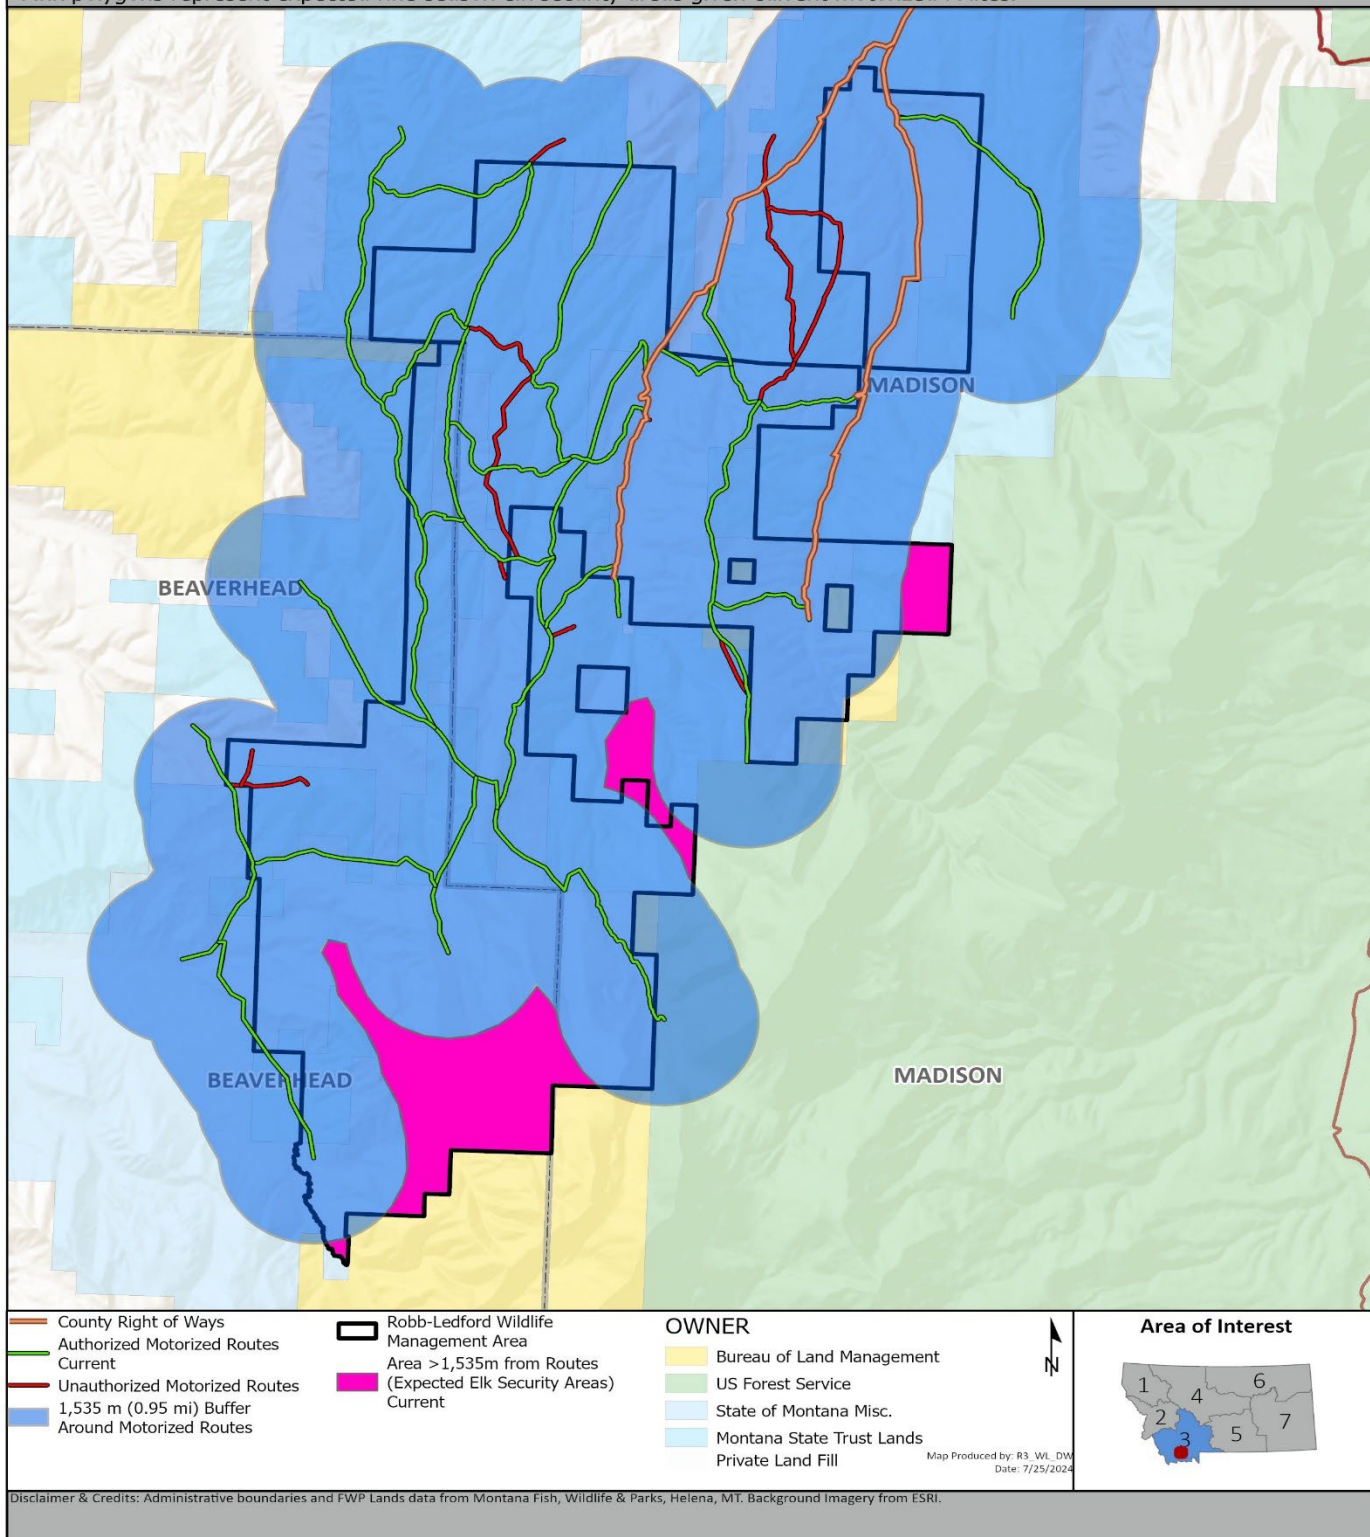 MADISON
BEAVERHEAD
BEAVERHEAD
MADISON
County Right of Ways
Authorized Motorized Routes
Current
Unauthorized Motorized Routes
1,535 m (0.95 mi) Buffer
Around Motorized Routes
Robb-Ledford Wildlife
Management Area
Area >1,535m from Routes
(Expected Elk Security Areas)
Current
OWNER
Bureau of Land Management
US Forest Service
State of Montana Misc.
Montana State Trust Lands
Private Land Fill
N
Map Produced by: R3_WL_DW
Date: 7/25/2024
Area of Interest
1
2
3
4
5
6
7
Disclaimer & Credits: Administrative boundaries and FWP Lands data from Montana Fish, Wildlife & Parks, Helena, MT. Background Imagery from ESRI.